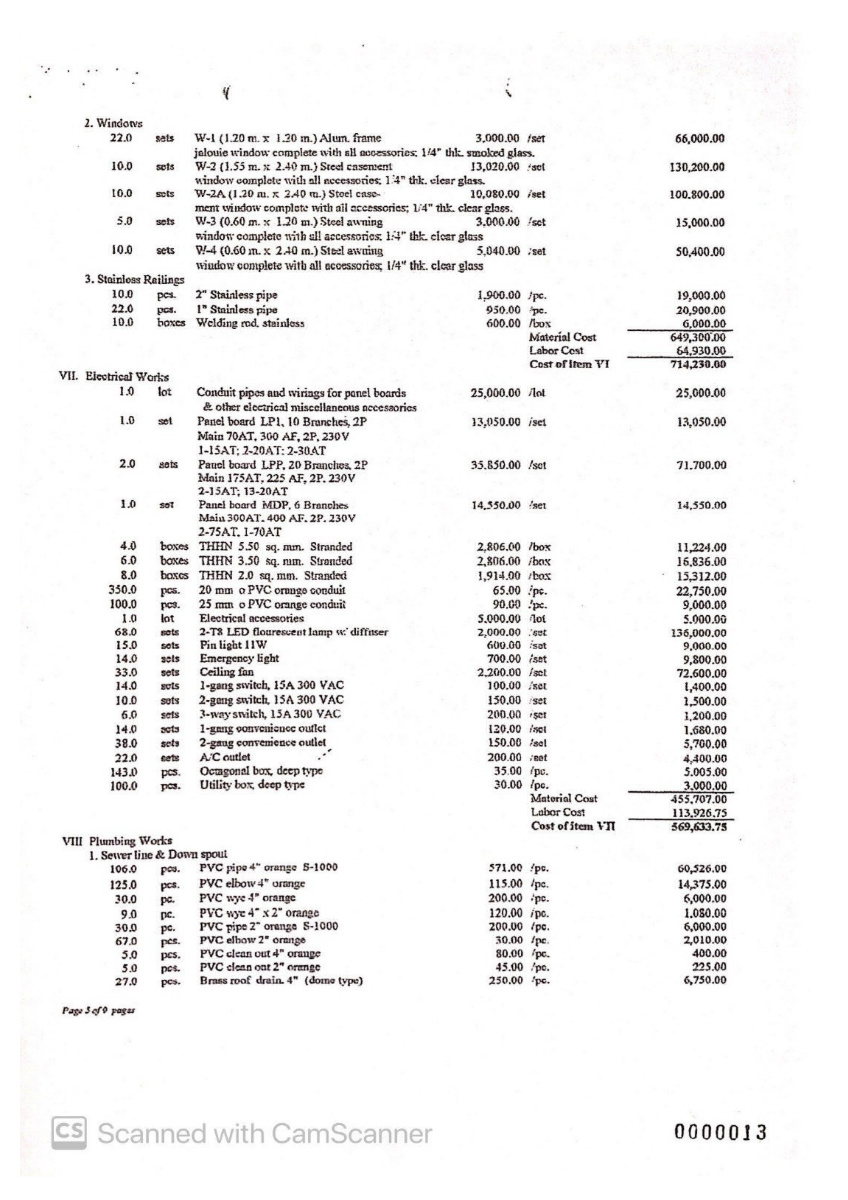 2. Windows
22.0 sets W-1 (1.20 m. x 1.20 m.) Alum. frame 3,000.00 /set 66,000.00
jalouie window complete with all accessories; 1/4" thk. smoked glass.
10.0 sets W-2 (1.55 m. x 2.40 m.) Steel casement 13,020.00 /set 130,200.00
window complete with all accessories; 1/4" thk. clear glass.
10.0 sets W-2A (1.20 m. x 2.40 m.) Steel case- 10,080.00 /set 100,800.00
ment window complete with all accessories; 1/4" thk. clear glass.
5.0 sets W-3 (0.60 m. x 1.20 m.) Steel awning 3,000.00 /set 15,000.00
window complete with all accessories; 1/4" thk. clear glass
10.0 sets W-4 (0.60 m. x 2.40 m.) Steel awning 5,040.00 /set 50,400.00
window complete with all accessories; 1/4" thk. clear glass
3. Stainless Railings
10.0 pcs. 2" Stainless pipe 1,900.00 /pc. 19,000.00
22.0 pcs. 1" Stainless pipe 950.00 /pc. 20,900.00
10.0 boxes Welding rod, stainless 600.00 /box 6,000.00
Material Cost 649,300.00
Labor Cost 64,930.00
Cost of Item VI 714,230.00
VII. Electrical Works
1.0 lot Conduit pipes and wirings for panel boards 25,000.00 /lot 25,000.00
& other electrical miscellaneous accessories
1.0 set Panel board LP1, 10 Branches, 2P 13,050.00 /set 13,050.00
Main 70AT, 300 AF, 2P, 230V
1-15AT; 2-20AT; 2-30AT
2.0 sets Panel board LPP, 20 Branches, 2P 35,850.00 /set 71,700.00
Main 175AT, 225 AF, 2P, 230V
2-15AT; 13-20AT
1.0 set Panel board MDP, 6 Branches 14,550.00 /set 14,550.00
Main 300AT, 400 AF, 2P, 230V
2-75AT, 1-70AT
4.0 boxes THHN 5.50 sq. mm. Stranded 2,806.00 /box 11,224.00
6.0 boxes THHN 3.50 sq. mm. Stranded 2,806.00 /box 16,836.00
8.0 boxes THHN 2.0 sq. mm. Stranded 1,914.00 /box 15,312.00
350.0 pcs. 20 mm o PVC orange conduit 65.00 /pc. 22,750.00
100.0 pcs. 25 mm o PVC orange conduit 90.00 /pc. 9,000.00
1.0 lot Electrical accessories 5,000.00 /lot 5,000.00
68.0 sets 2-T8 LED flourescent lamp w/ diffuser 2,000.00 /set 136,000.00
15.0 sets Pin light 11W 600.00 /set 9,000.00
14.0 sets Emergency light 700.00 /set 9,800.00
33.0 sets Ceiling fan 2,200.00 /set 72,600.00
14.0 sets 1-gang switch, 15A 300 VAC 100.00 /set 1,400.00
10.0 sets 2-gang switch, 15A 300 VAC 150.00 /set 1,500.00
6.0 sets 3-way switch, 15A 300 VAC 200.00 /set 1,200.00
14.0 sets 1-gang convenience outlet 120.00 /set 1,680.00
38.0 sets 2-gang convenience outlet 150.00 /set 5,700.00
22.0 sets A/C outlet 200.00 /set 4,400.00
143.0 pcs. Octagonal box, deep type 35.00 /pc. 5,005.00
100.0 pcs. Utility box, deep type 30.00 /pc. 3,000.00
Material Cost 455,707.00
Labor Cost 113,926.75
Cost of item VII 569,633.75
VIII Plumbing Works
1. Sewer line & Down spout
106.0 pcs. PVC pipe 4" orange S-1000 571.00 /pc. 60,526.00
125.0 pcs. PVC elbow 4" orange 115.00 /pc. 14,375.00
30.0 pc. PVC wye 4" orange 200.00 /pc. 6,000.00
9.0 pc. PVC wye 4" x 2" orange 120.00 /pc. 1,080.00
30.0 pc. PVC pipe 2" orange S-1000 200.00 /pc. 6,000.00
67.0 pcs. PVC elbow 2" orange 30.00 /pc. 2,010.00
5.0 pcs. PVC clean out 4" orange 80.00 /pc. 400.00
5.0 pcs. PVC clean out 2" orange 45.00 /pc. 225.00
27.0 pcs. Brass roof drain, 4" (dome type) 250.00 /pc. 6,750.00
Page 5 of 9 pages
CS Scanned with CamScanner
0000013